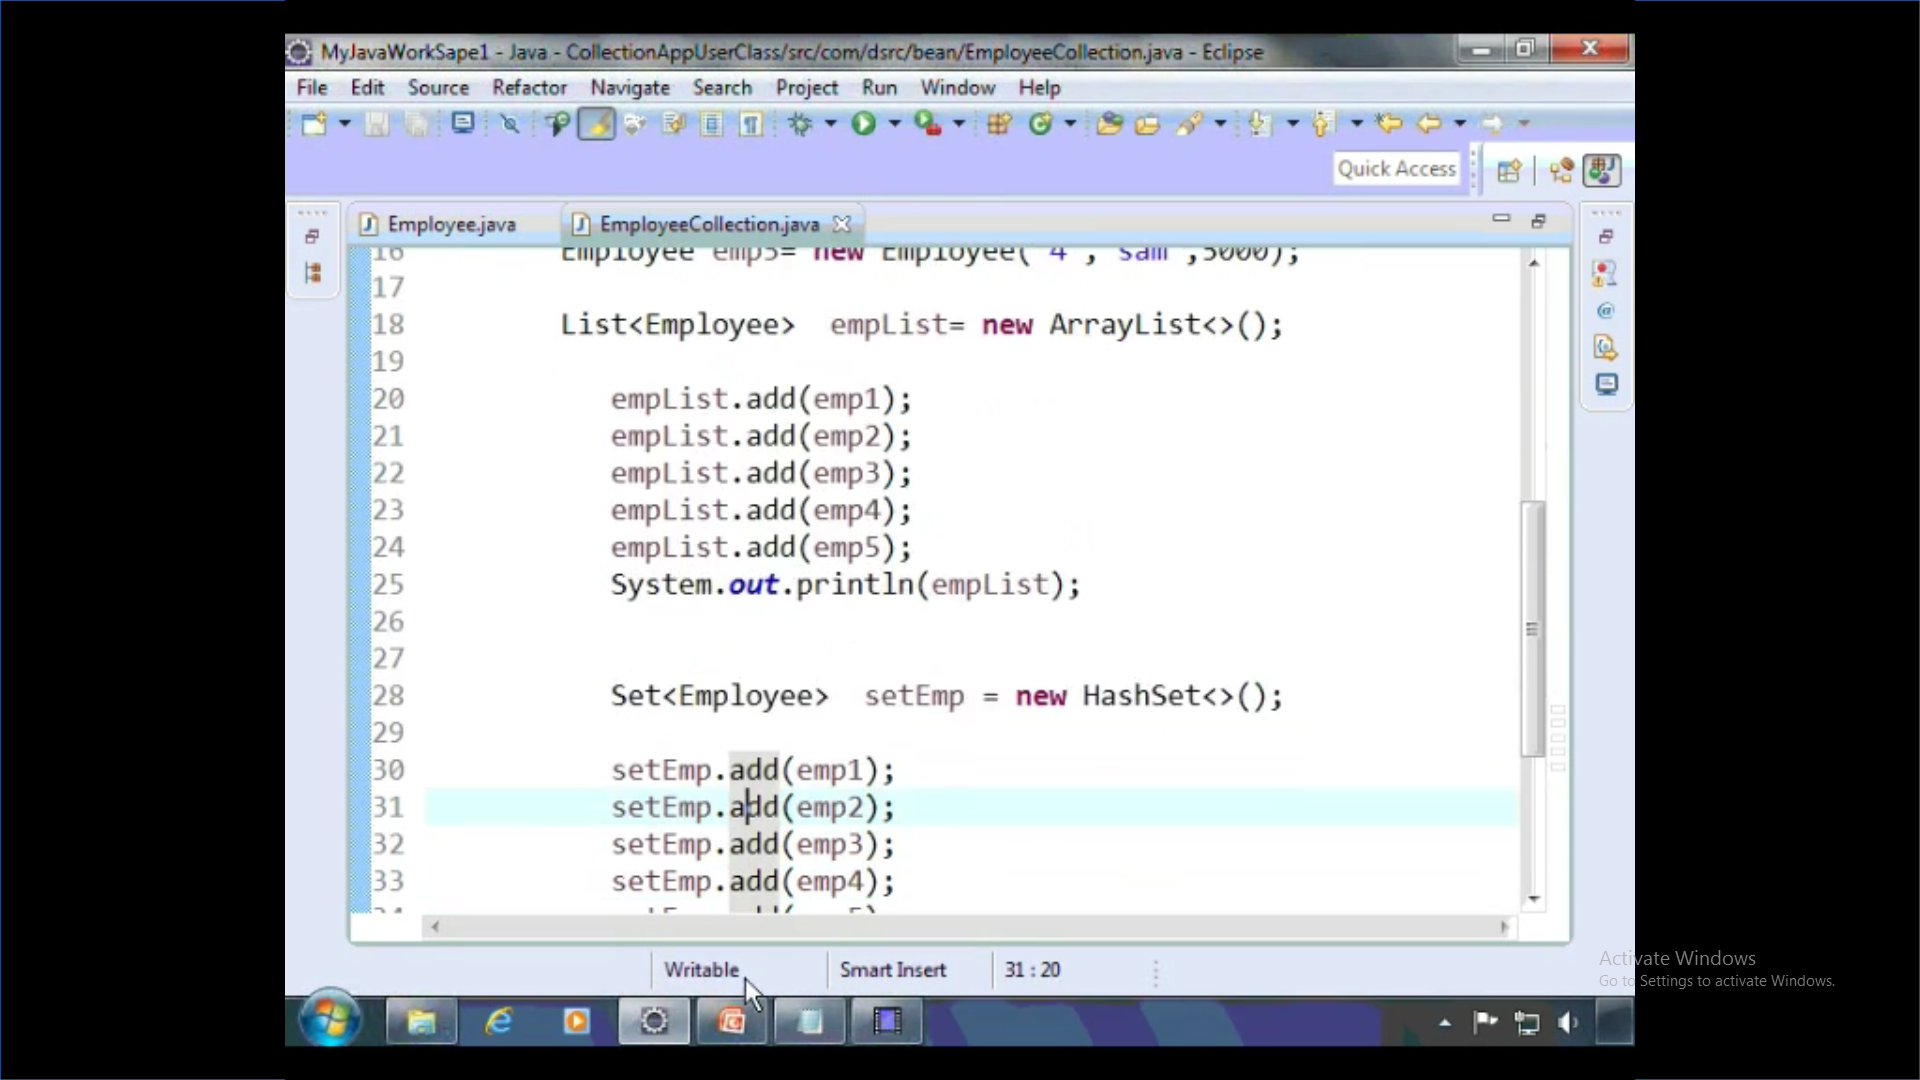 MyJavaWorkSape1 - Java - CollectionAppUserClass/src/com/dsrc/bean/EmployeeCollection.java - Eclipse
File Edit Source Refactor Navigate Search Project Run Window Help
Quick Access
Employee.java EmployeeCollection.java
16 Employee emp5= new Employee("4", "sam",5000);
17
18 List<Employee> empList= new ArrayList<>();
19
20 empList.add(emp1);
21 empList.add(emp2);
22 empList.add(emp3);
23 empList.add(emp4);
24 empList.add(emp5);
25 System.out.println(empList);
26
27
28 Set<Employee> setEmp = new HashSet<>();
29
30 setEmp.add(emp1);
31 setEmp.add(emp2);
32 setEmp.add(emp3);
33 setEmp.add(emp4);
Writable Smart Insert 31 : 20
Activate Windows
Go to Settings to activate Windows.